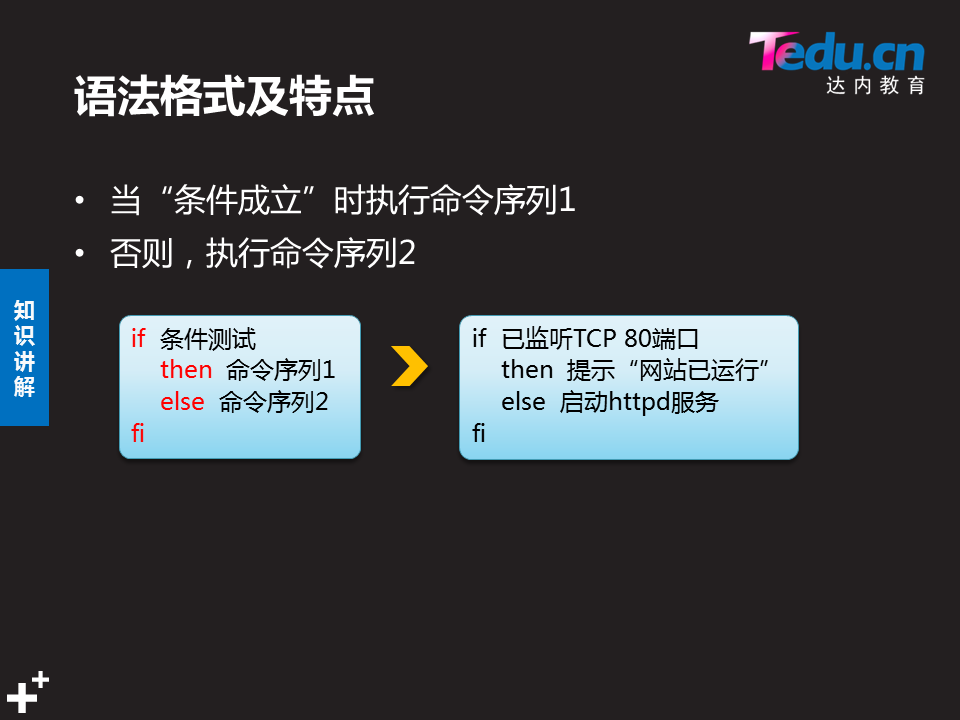 Tedu.cn
达内教育
语法格式及特点
• 当“条件成立”时执行命令序列1
• 否则，执行命令序列2
知
识
讲
解
if 条件测试
then 命令序列1
else 命令序列2
fi
if 已监听TCP 80端口
then 提示“网站已运行”
else 启动httpd服务
fi